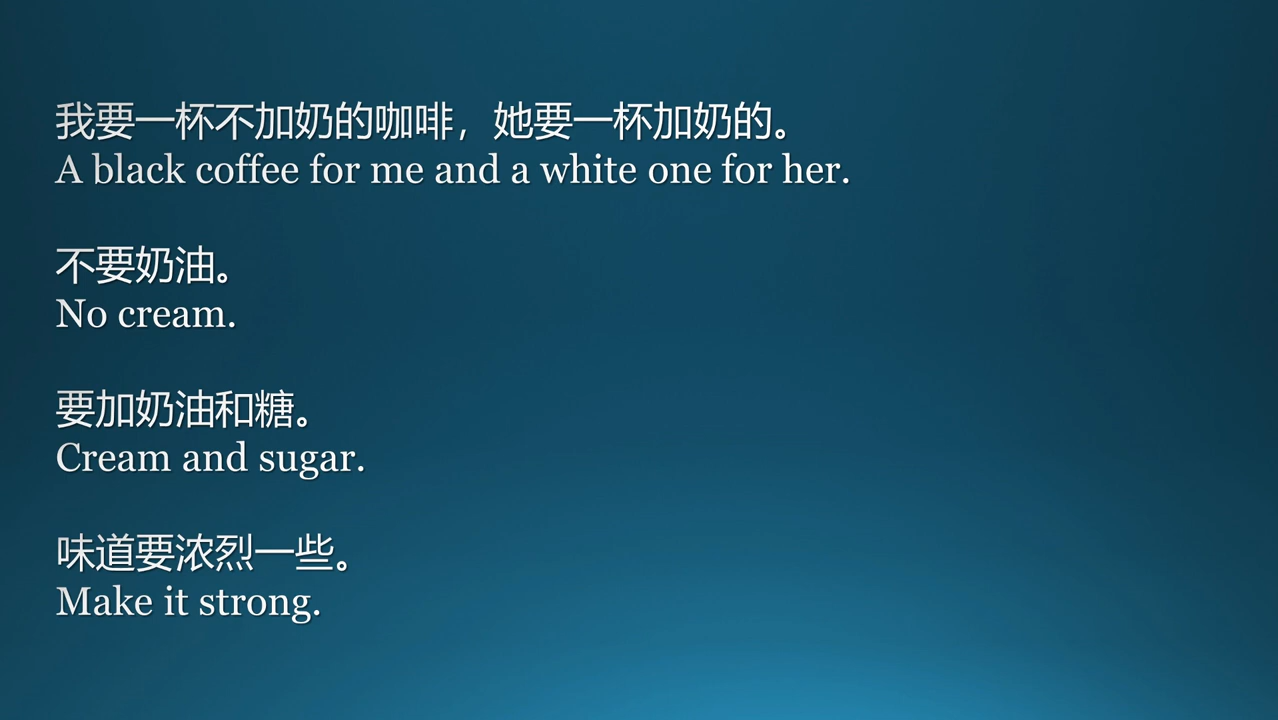 我要一杯不加奶的咖啡，她要一杯加奶的。
A black coffee for me and a white one for her.
不要奶油。
No cream.
要加奶油和糖。
Cream and sugar.
味道要浓烈一些。
Make it strong.